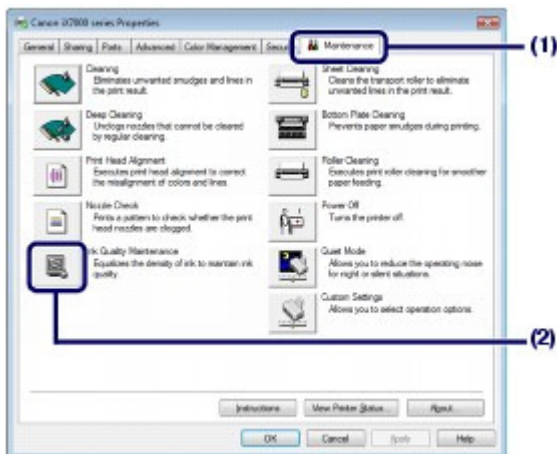 Canon iX7000 series Properties
General Sharing Ports Advanced Color Management Security Maintenance
(1)
Cleaning
Eliminates unwanted smudges and lines in
the print result.
Sheet Cleaning
Cleans the transport roller to eliminate
unwanted lines in the print result.
Deep Cleaning
Unclogs nozzles that cannot be cleared
by regular cleaning.
Bottom Plate Cleaning
Prevents paper smudges during printing.
Print Head Alignment
Executes print head alignment to correct
the misalignment of colors and lines.
Roller Cleaning
Executes print roller cleaning for smoother
paper feeding.
Nozzle Check
Prints a pattern to check whether the print
head nozzles are clogged.
Power Off
Turns the printer off.
Ink Quality Maintenance
Equalizes the density of ink to maintain ink
quality.
Quiet Mode
Allows you to reduce the operating noise
for night or silent situations.
Custom Settings
Allows you to select operation options.
(2)
Instructions View Printer Status... About...
OK Cancel Apply Help